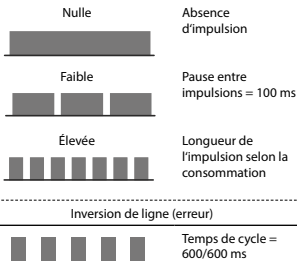 Nulle
Absence
d'impulsion
Faible
Pause entre
impulsions = 100 ms
Élevée
Longueur de
l'impulsion selon la
consommation
Inversion de ligne (erreur)
Temps de cycle =
600/600 ms